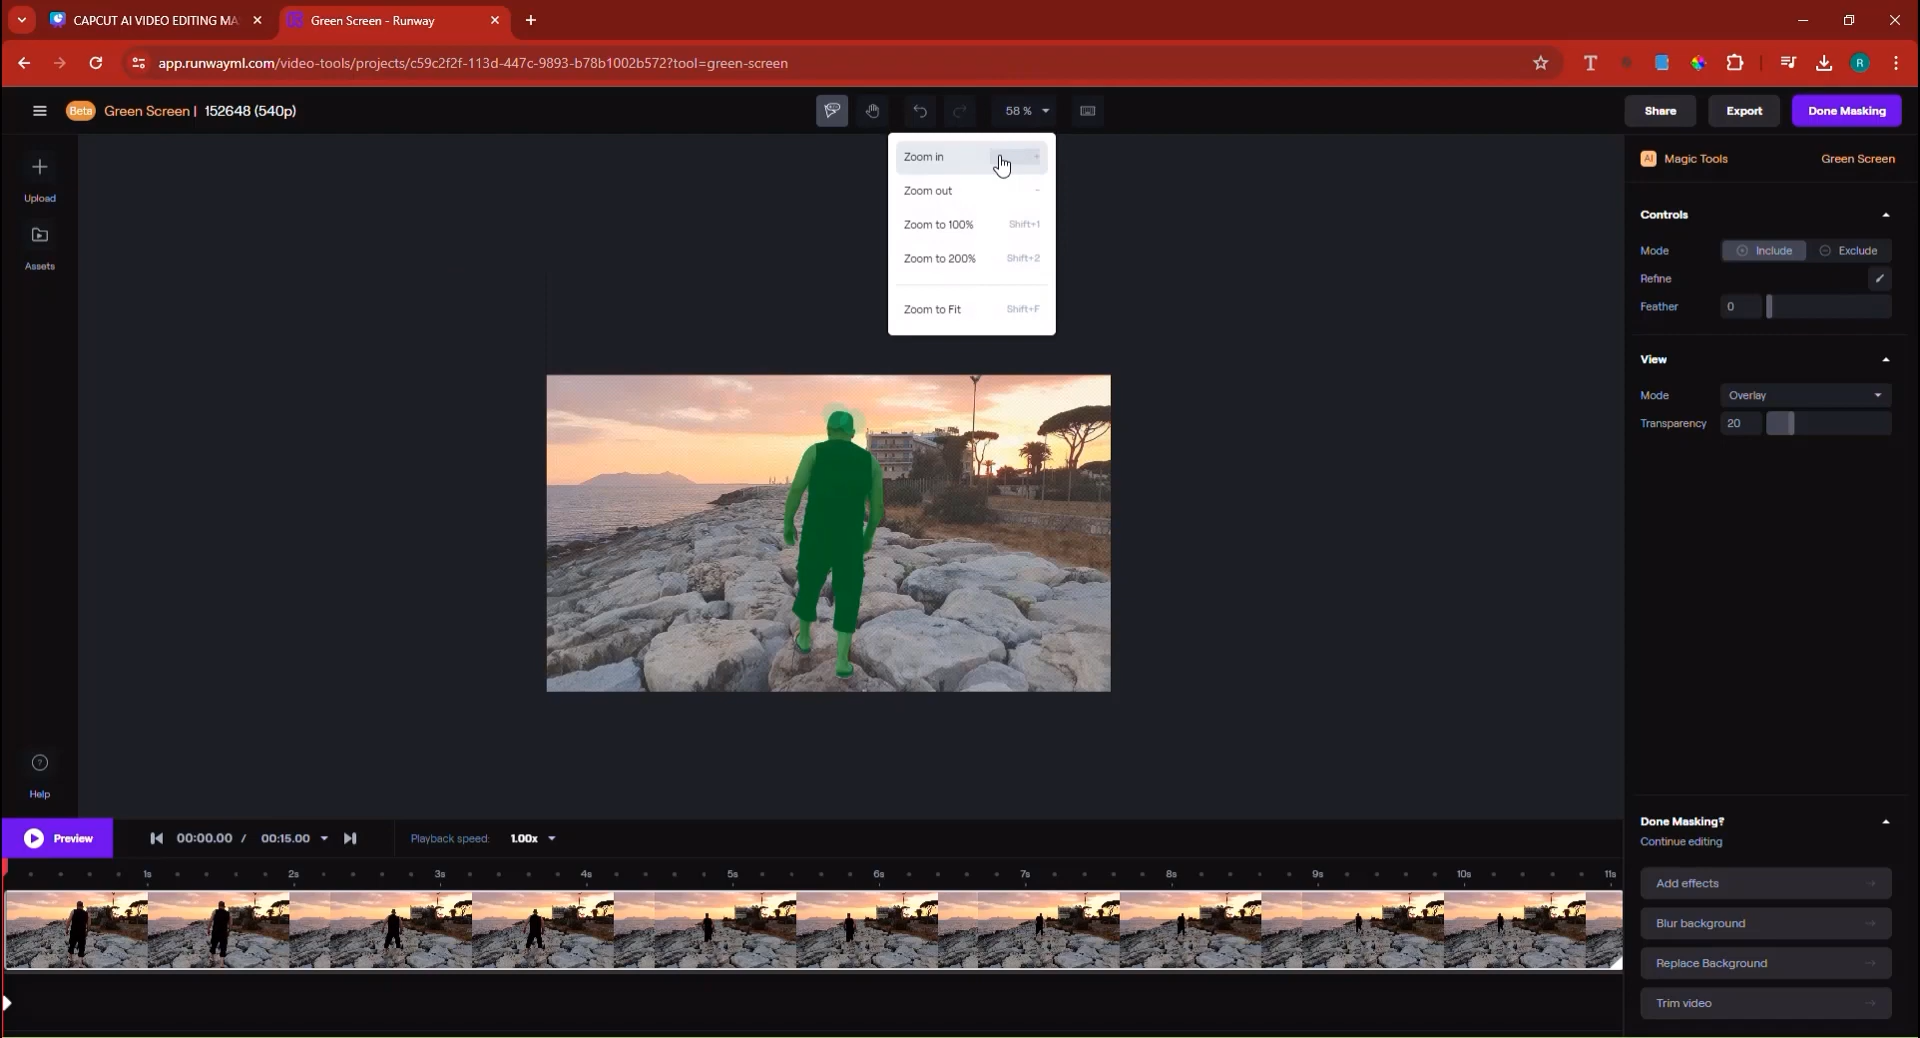 CAPCUT AI VIDEO EDITING MA
Green Screen - Runway
app.runwayml.com/video-tools/projects/c59c2f2f-113d-447c-9893-b78b1002b572?tool=green-screen
T
R
Beta Green Screen | 152648 (540p)
58 %
Share
Export
Done Masking
Upload
Assets
Help
Zoom in +
Zoom out -
Zoom to 100% Shift+1
Zoom to 200% Shift+2
Zoom to Fit Shift+F
AI Magic Tools
Green Screen
Controls
Mode Include Exclude
Refine
Feather 0
View
Mode Overlay
Transparency 20
Done Masking?
Continue editing
Add effects
Blur background
Replace Background
Trim video
Preview
00:00.00 / 00:15.00
Playback speed: 1.00x
1s 2s 3s 4s 5s 6s 7s 8s 9s 10s 11s